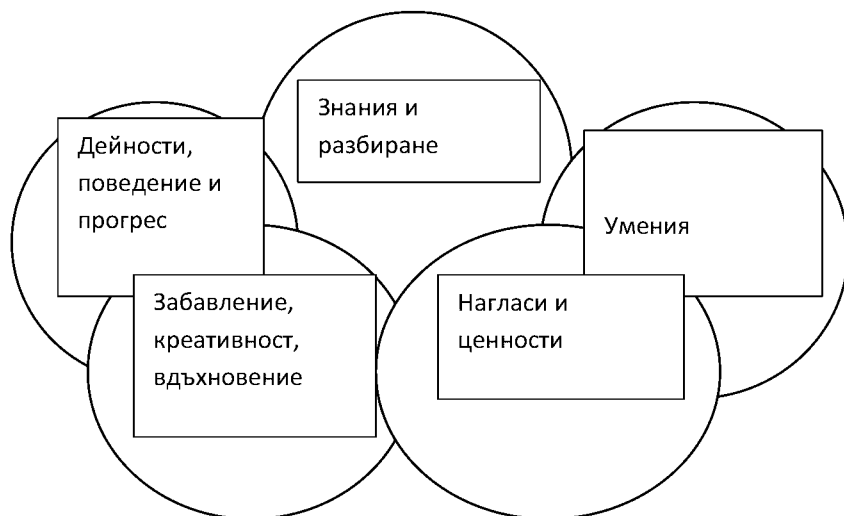 Знания и
разбиране
Дейности,
поведение и
прогрес
Умения
Забавление,
креативност,
вдъхновение
Нагласи и
ценности